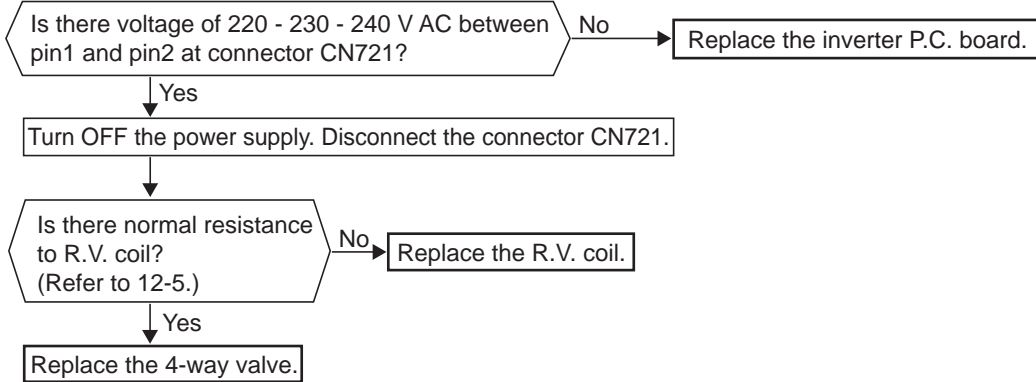 Is there voltage of 220 - 230 - 240 V AC between
pin1 and pin2 at connector CN721?
No
Replace the inverter P.C. board.
Yes
Turn OFF the power supply. Disconnect the connector CN721.
Is there normal resistance
to R.V. coil?
(Refer to 12-5.)
No
Replace the R.V. coil.
Yes
Replace the 4-way valve.